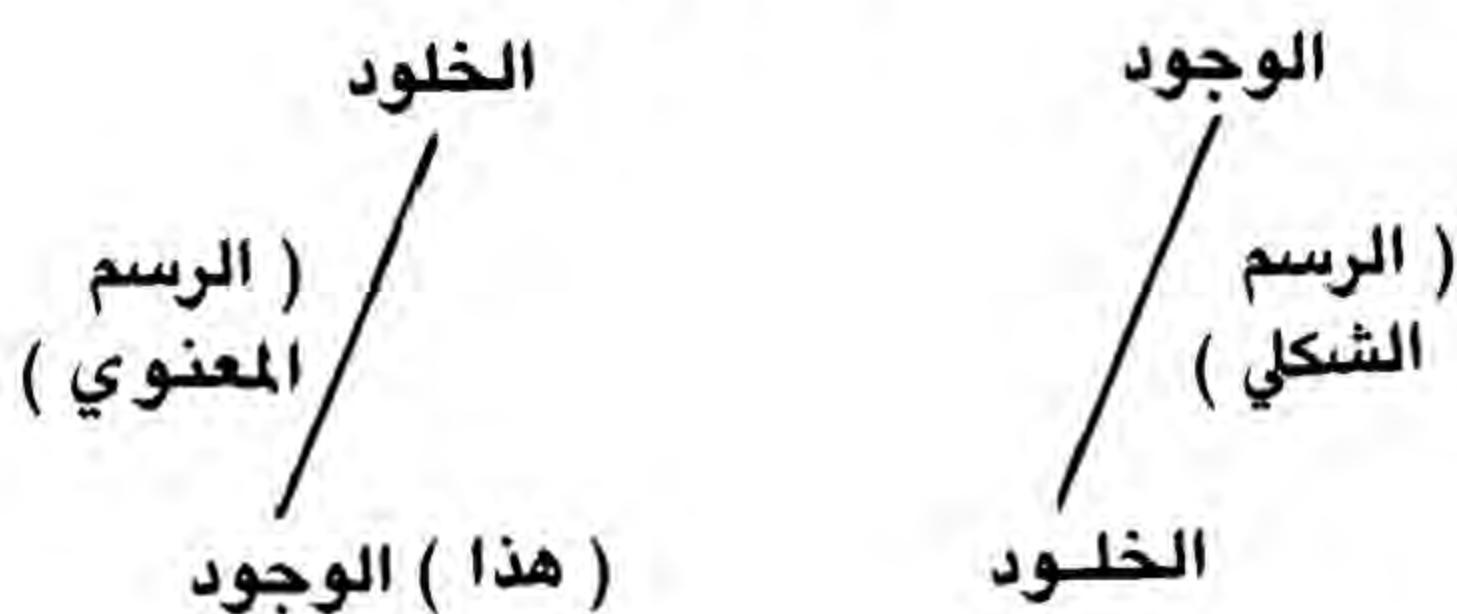 الوجود
( الرسم
الشكلي )
الخلـود
الخلود
( الرسم
المعنوي )
( هذا ) الوجود